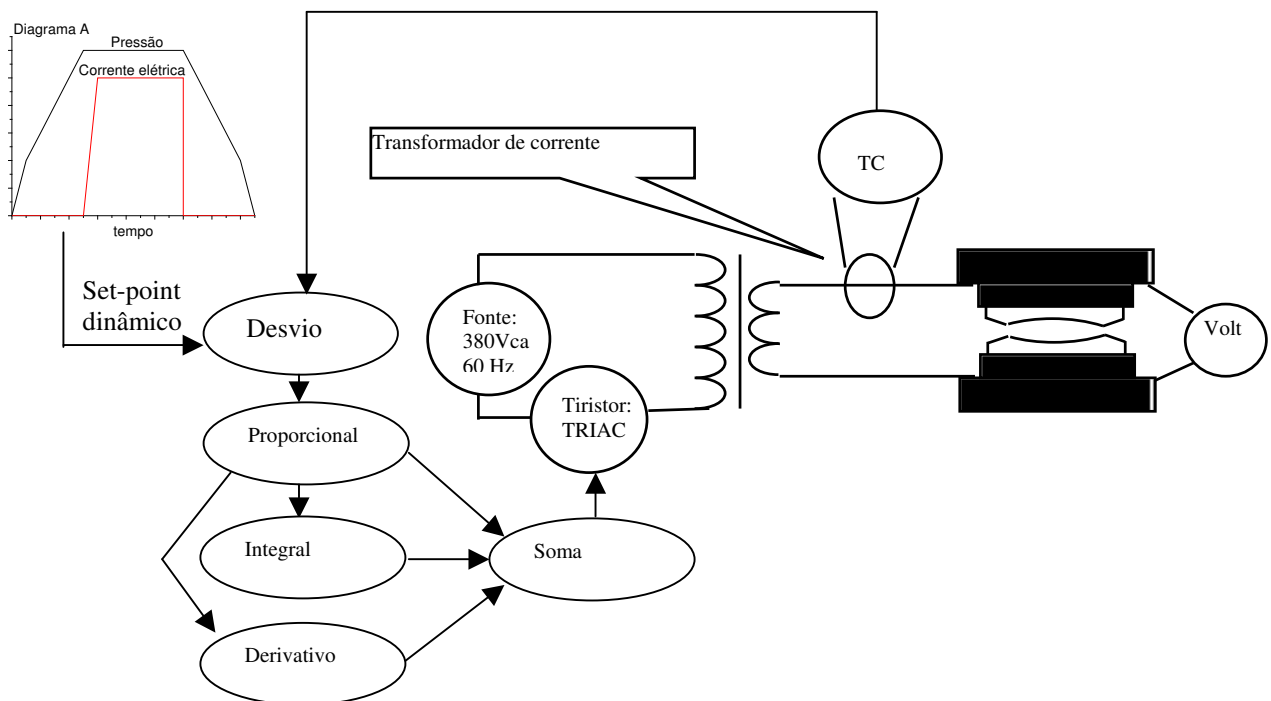 Diagrama A
Pressão
Corrente elétrica
tempo
Transformador de corrente
TC
Set-point
dinâmico
Desvio
Fonte:
380Vca
60 Hz
Volt
Tiristor:
TRIAC
Proporcional
Integral
Soma
Derivativo